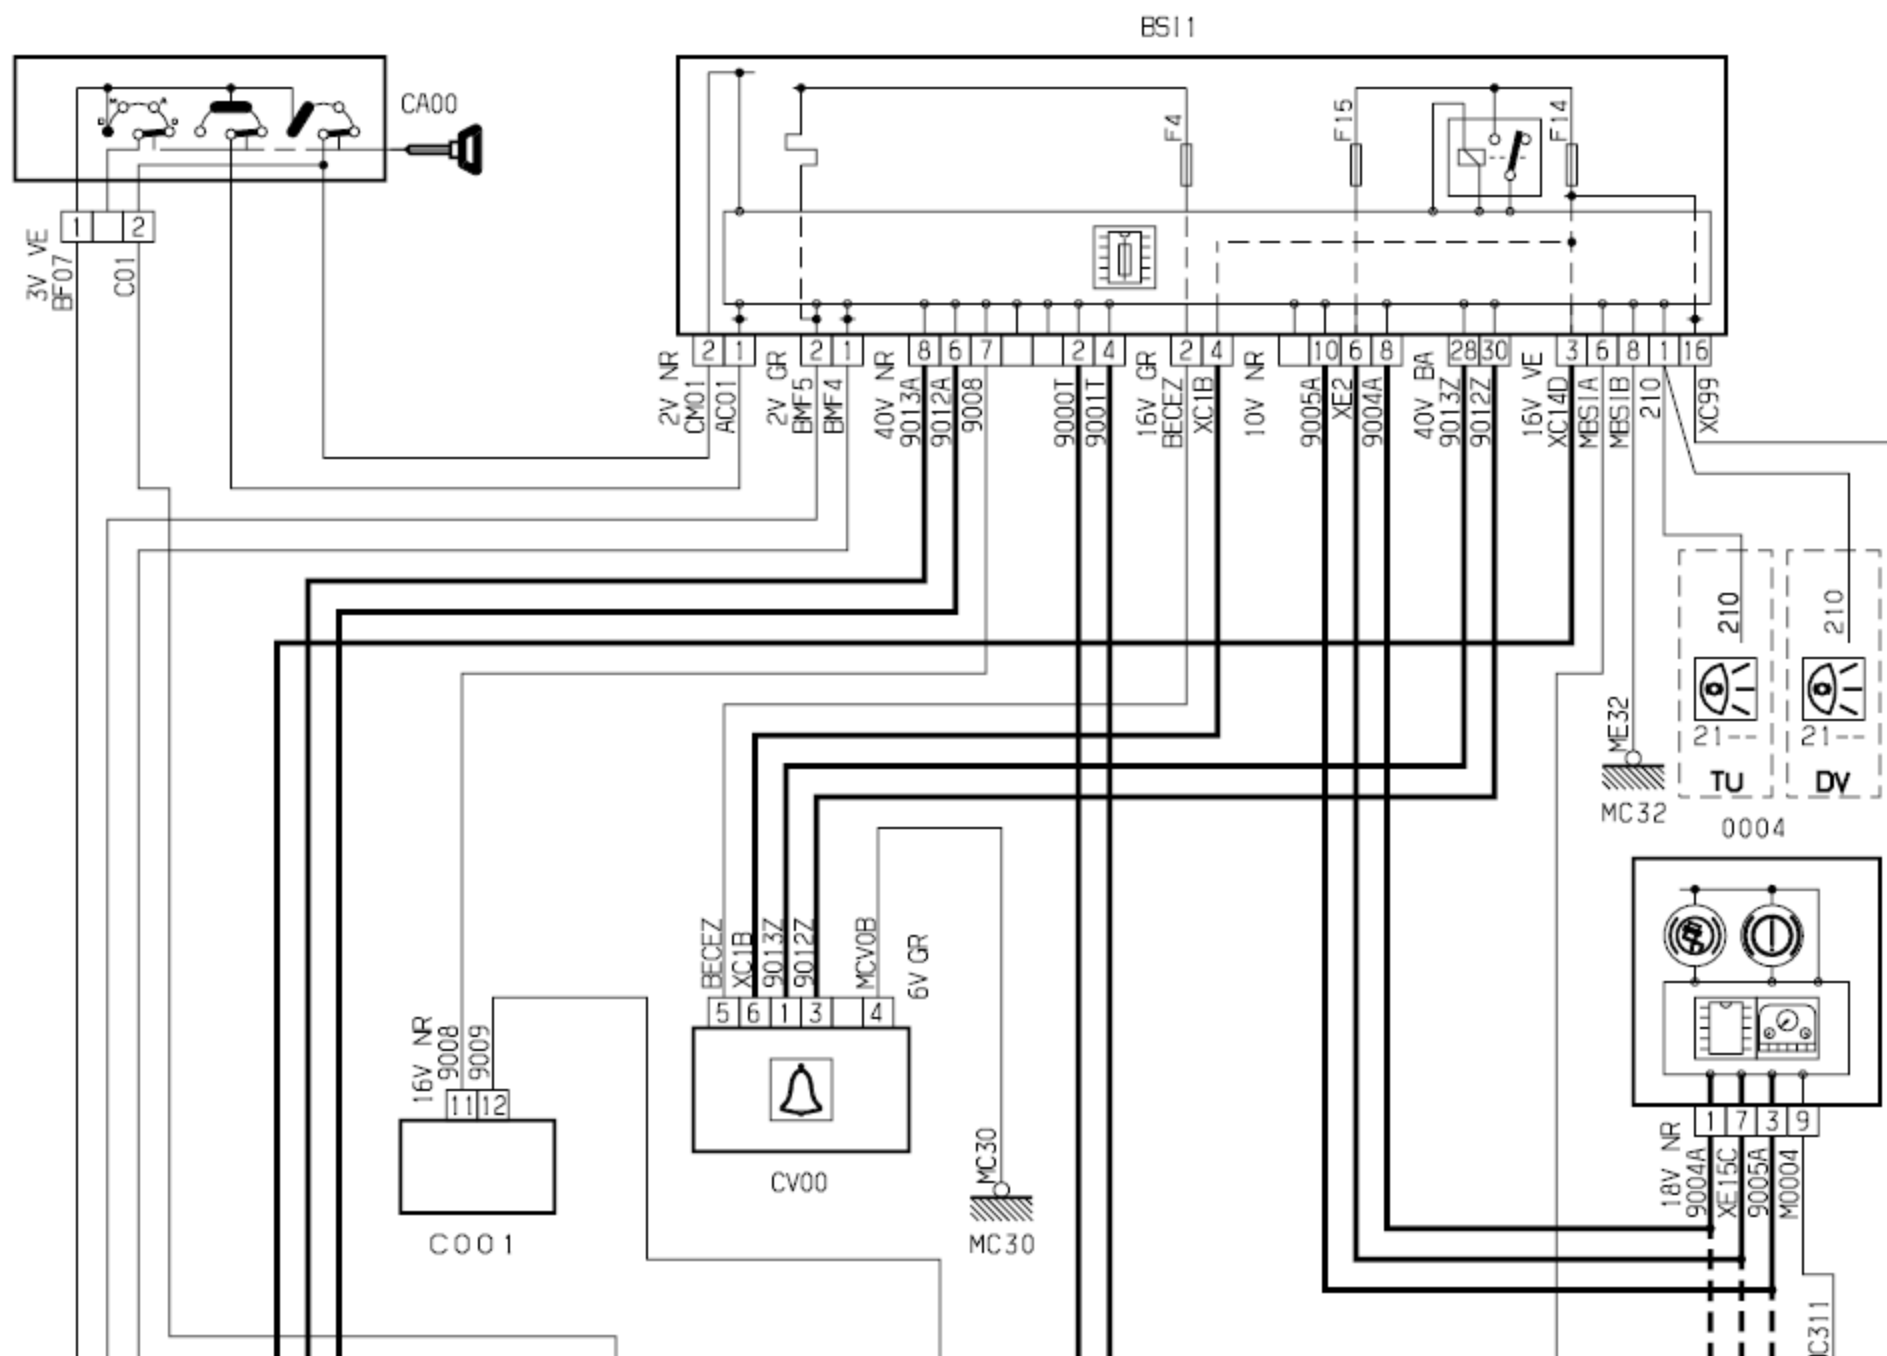 BSI1
CA00
F4
F15
F14
1 2
3V VE
BF07
C01
2 1 2 1 8 6 7 2 4 2 4 10 6 8 28 30 3 6 8 1 16
2V NR
CM01
AC01
2V GR
BMF5
BMF4
40V NR
9013A
9012A
9008
9000T
9001T
16V GR
BECEZ
XC1B
10V NR
9005A
XE2
9004A
40V BA
9013Z
9012Z
16V VE
XC14D
MBS1A
MBS1B
210
XC99
210
210
21--
21--
TU
DV
ME32
MC32
0004
BECEZ
XC1B
9013Z
9012Z
MCV0B
6V GR
5 6 1 3 4
CV00
16V NR
9008
9009
11 12
C001
MC30
MC30
1 7 3 9
18V NR
9004A
XE15C
9005A
M0004
C311